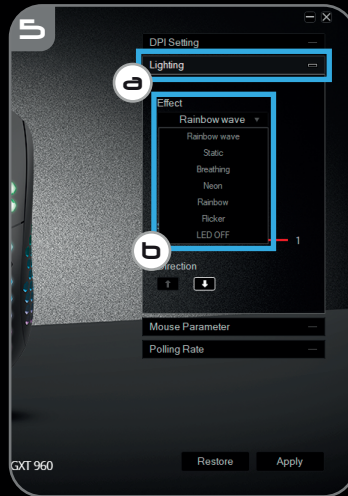 5
DPI Setting
Lighting
a
Effect
Rainbow wave
Rainbow wave
Static
Breathing
Neon
Rainbow
Flicker
LED OFF
1
b
Mouse Parameter
Polling Rate
GXT 960
Restore
Apply